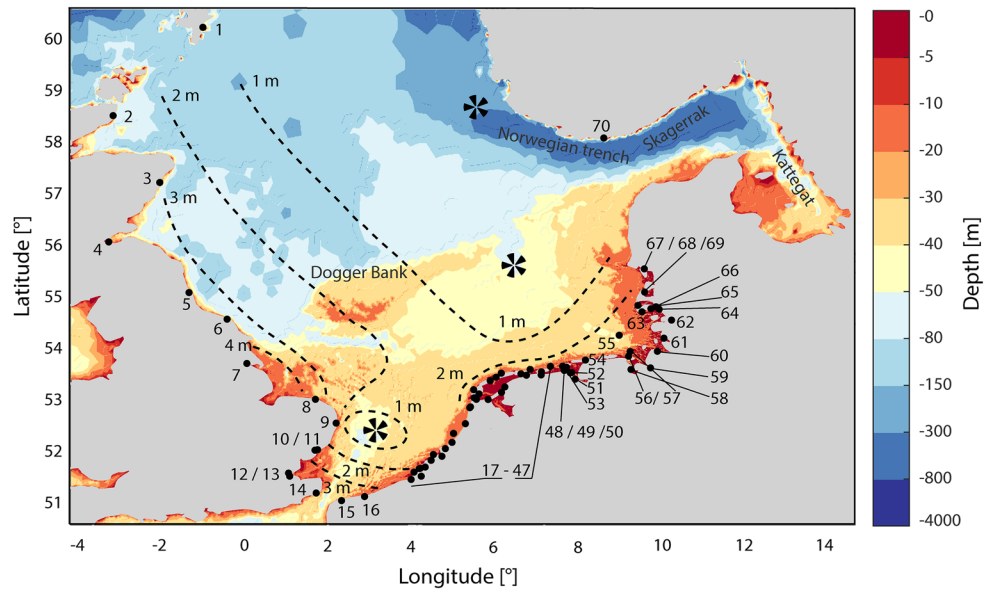 60
59
58
57
56
55
54
53
52
51
Latitude [°]
-4
-2
0
2
4
6
8
10
12
14
Longitude [°]
1
2 m
1 m
2
70
Norwegian trench
Skagerrak
Kattegat
3
3 m
4
Dogger Bank
67 / 68 /69
66
65
64
5
6
63
62
1 m
4 m
55
61
7
54
60
2 m
52
59
8
1 m
51
58
53
56/ 57
9
10 / 11
48 / 49 /50
12 / 13
2 m
17 - 47
14
3 m
15
16
-0
-5
-10
-20
-30
-40
-50
-80
-150
-300
-800
-4000
Depth [m]